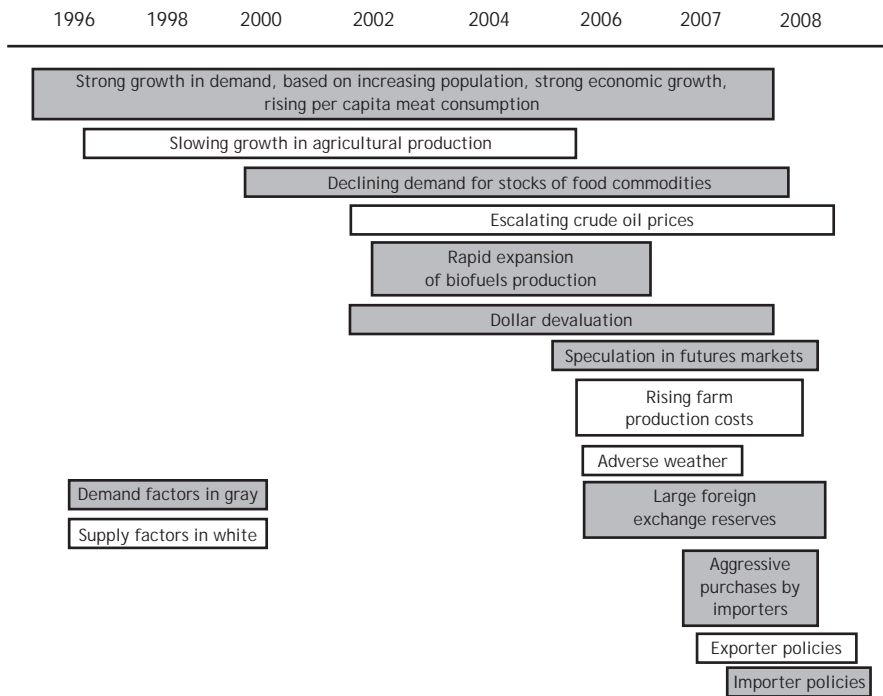 1996 1998 2000 2002 2004 2006 2007 2008
Strong growth in demand, based on increasing population, strong economic growth,
rising per capita meat consumption
Slowing growth in agricultural production
Declining demand for stocks of food commodities
Escalating crude oil prices
Rapid expansion
of biofuels production
Dollar devaluation
Speculation in futures markets
Rising farm
production costs
Adverse weather
Demand factors in gray
Large foreign
exchange reserves
Supply factors in white
Aggressive
purchases by
importers
Exporter policies
Importer policies